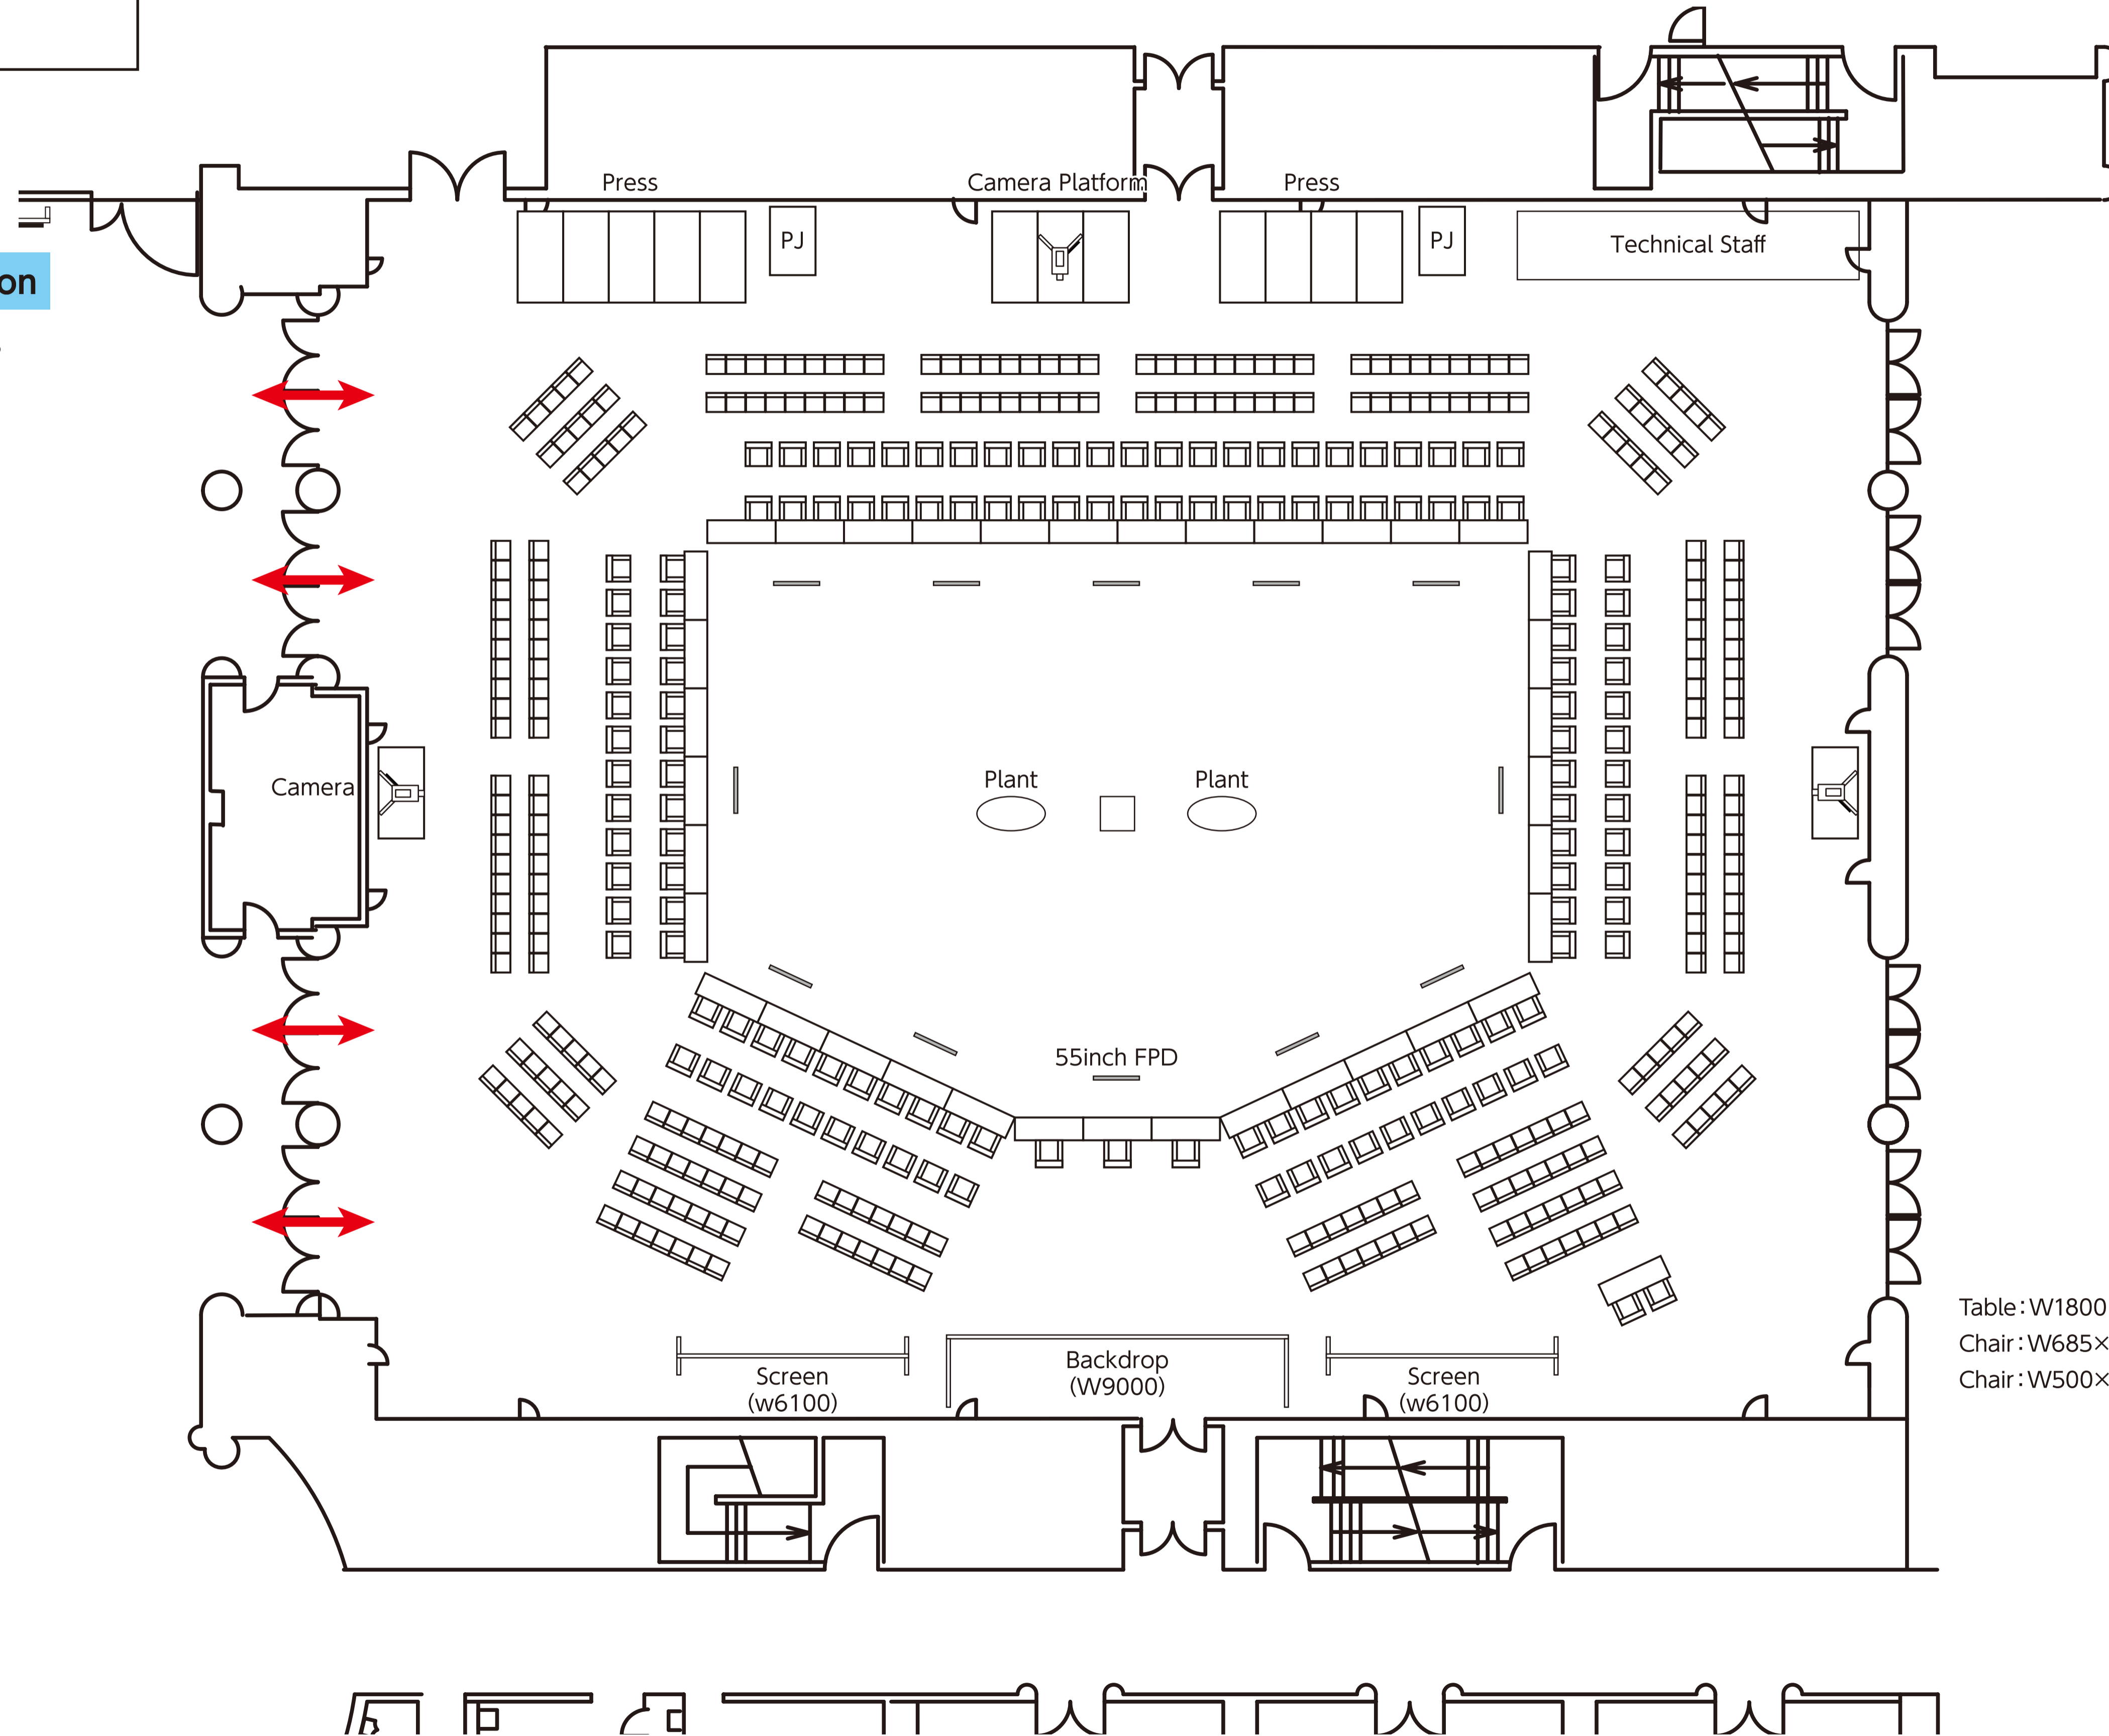 Press
Camera Platform
Press
PJ
PJ
Technical Staff
on
Camera
Plant
Plant
55inch FPD
Table:W1800
Chair:W685×
Chair:W500×
Screen
(w6100)
Backdrop
(W9000)
Screen
(w6100)